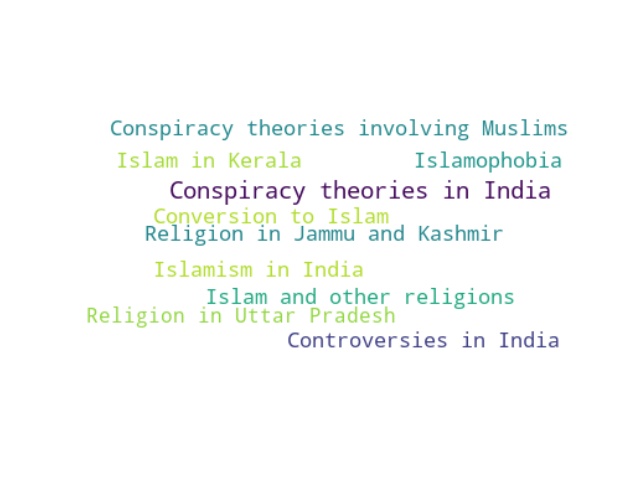 Conspiracy theories involving Muslims
Islam in Kerala
Islamophobia
Conspiracy theories in India
Conversion to Islam
Religion in Jammu and Kashmir
Islamism in India
Islam and other religions
Religion in Uttar Pradesh
Controversies in India